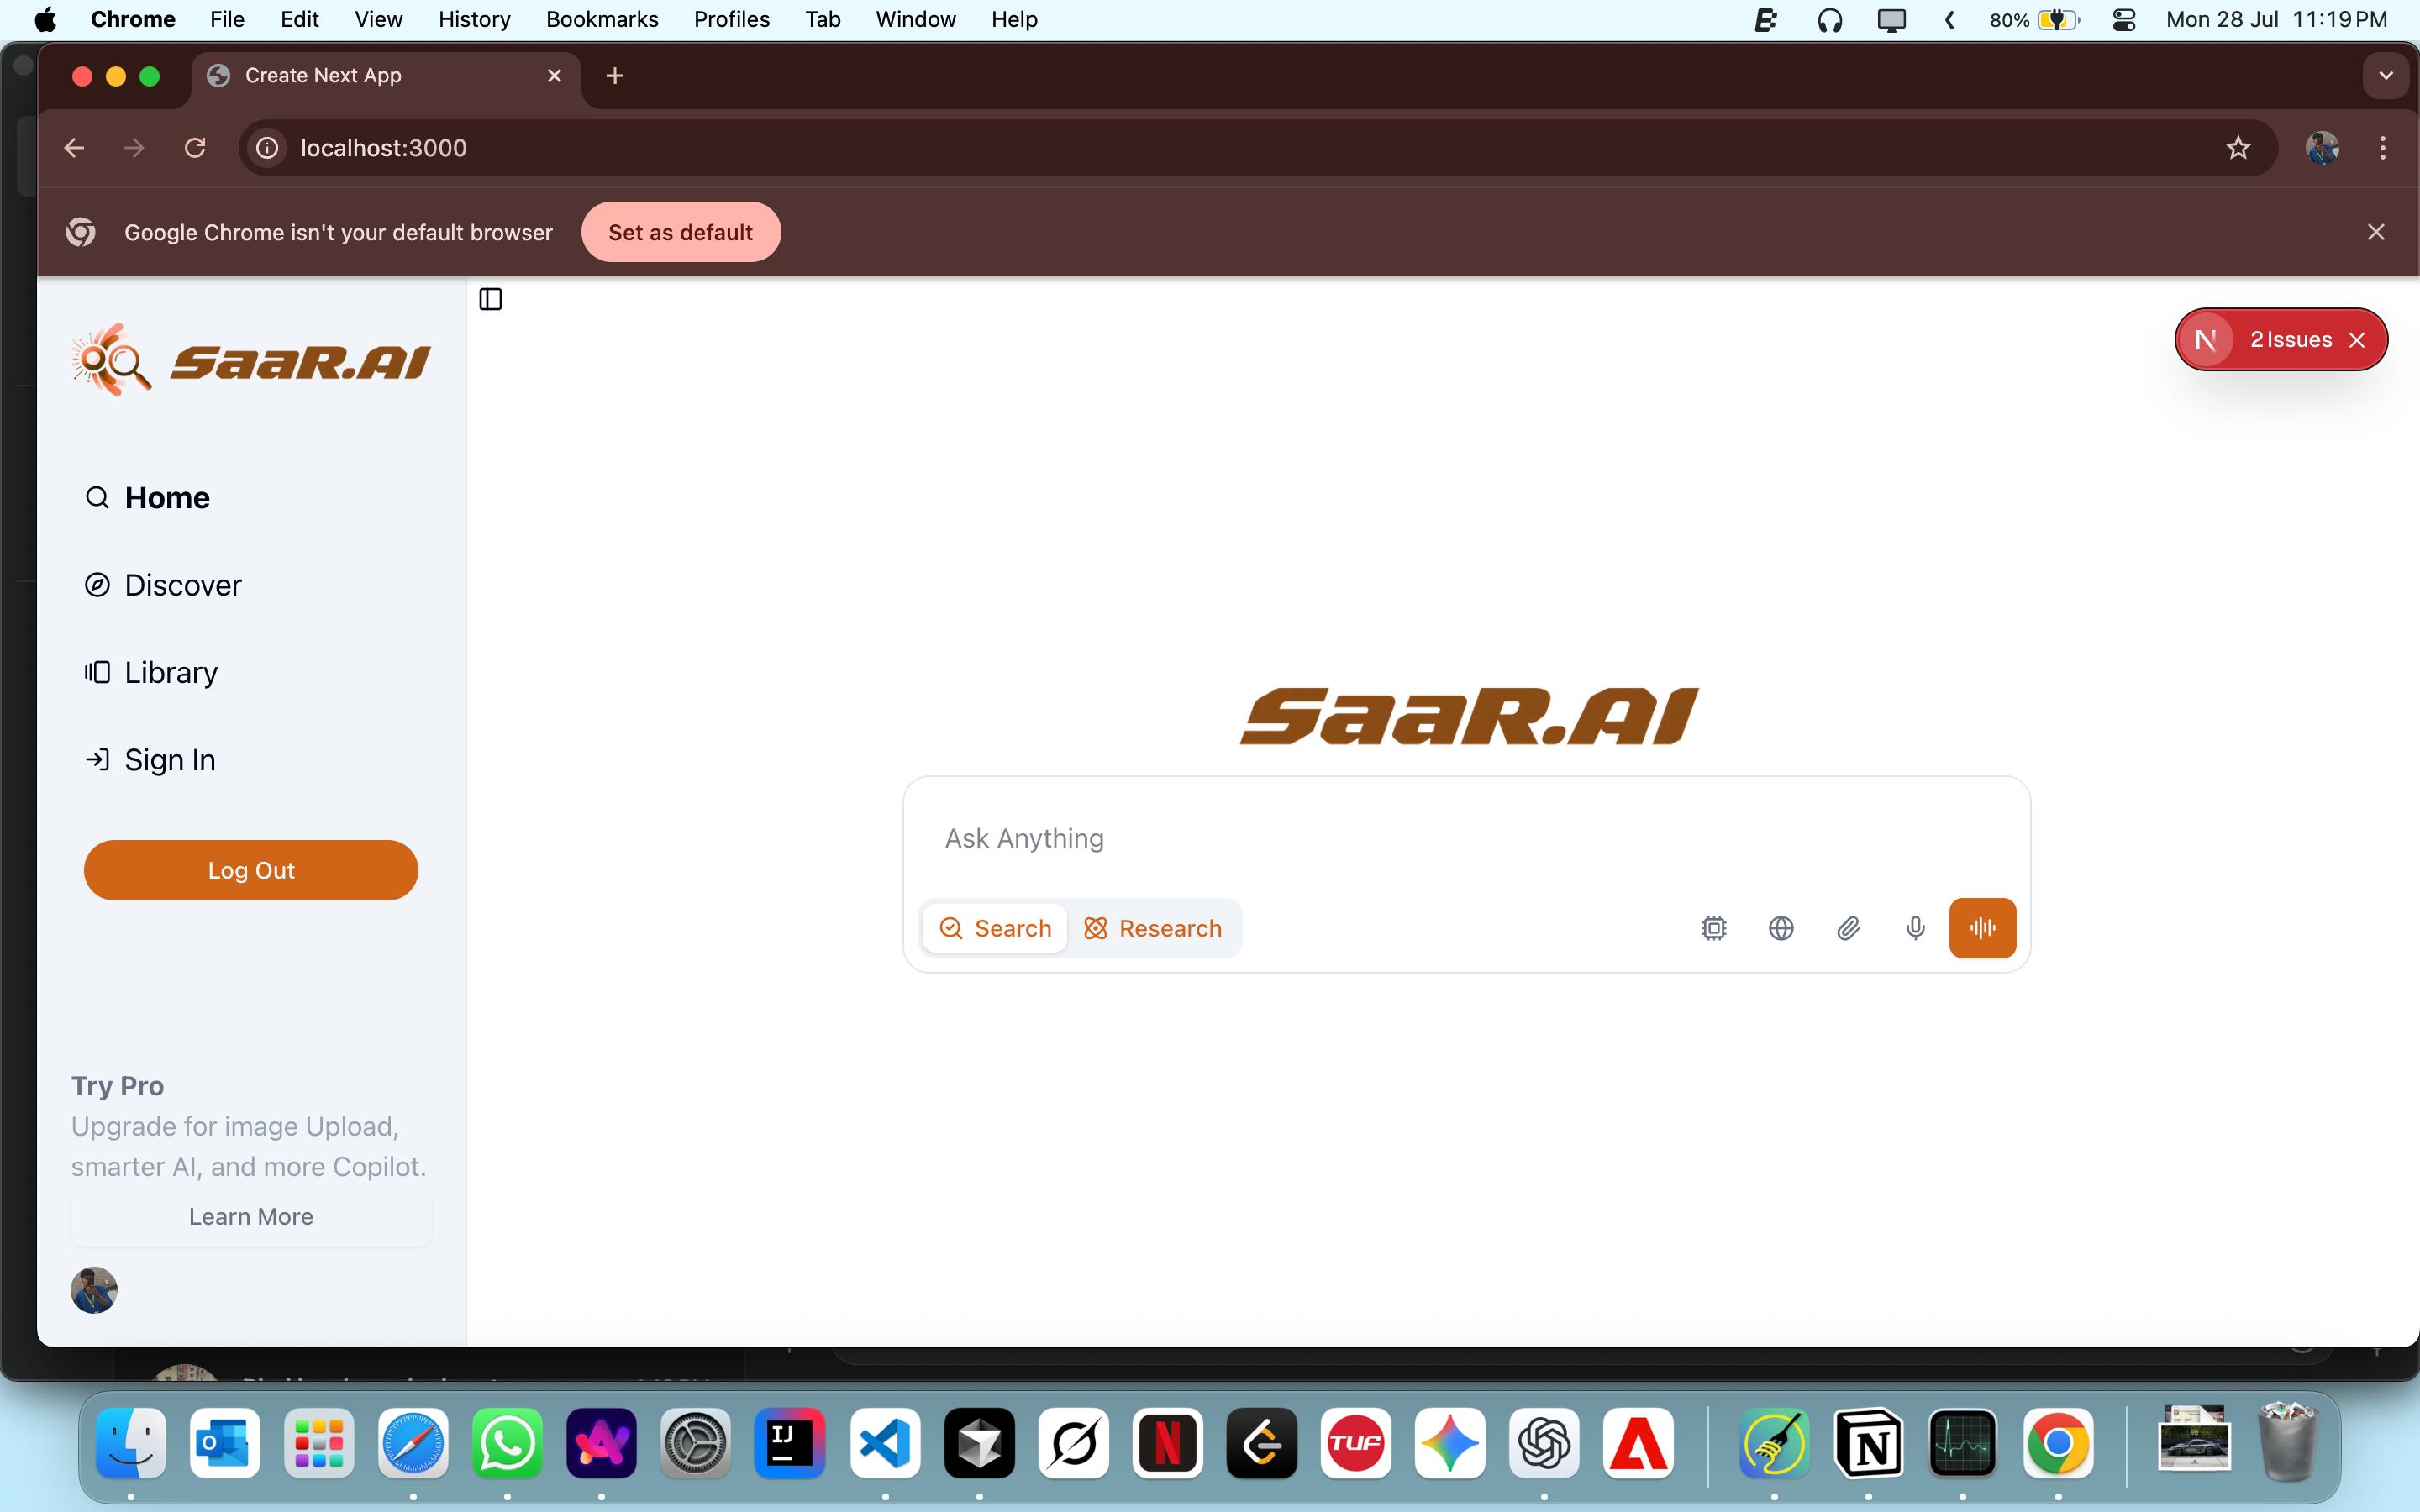 Chrome File Edit View History Bookmarks Profiles Tab Window Help 80% Mon 28 Jul 11:19 PM
Create Next App
localhost:3000
Google Chrome isn't your default browser Set as default
SaaR.AI
N 2 Issues
Home
Discover
Library
Sign In
Log Out
SaaR.AI
Ask Anything
Search Research
Try Pro
Upgrade for image Upload,
smarter AI, and more Copilot.
Learn More
IJ
N
TUF
N